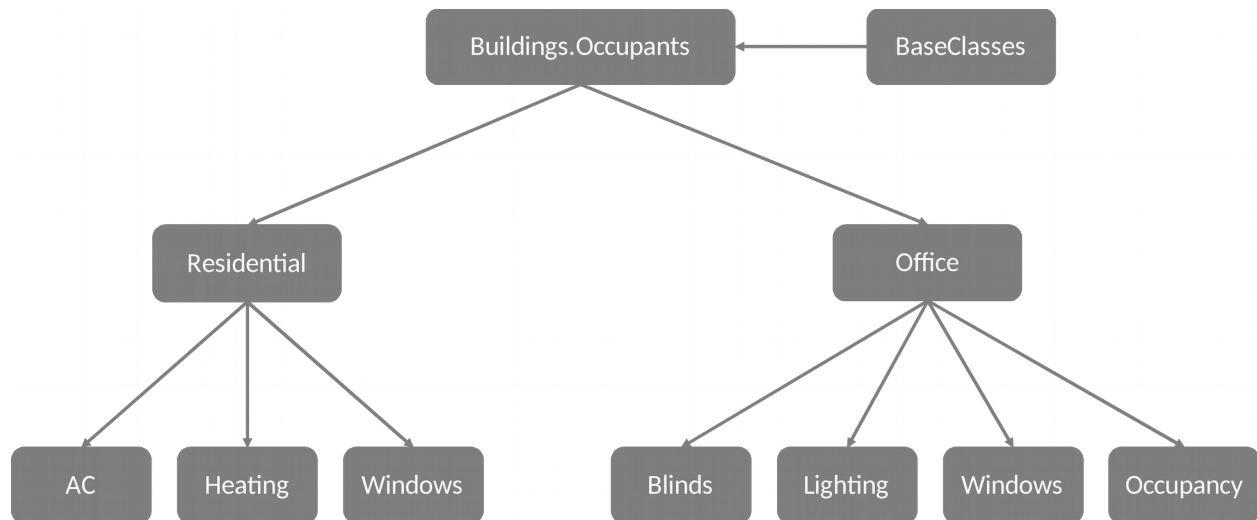 Buildings.Occupants
BaseClasses
Residential
Office
AC
Heating
Windows
Blinds
Lighting
Windows
Occupancy